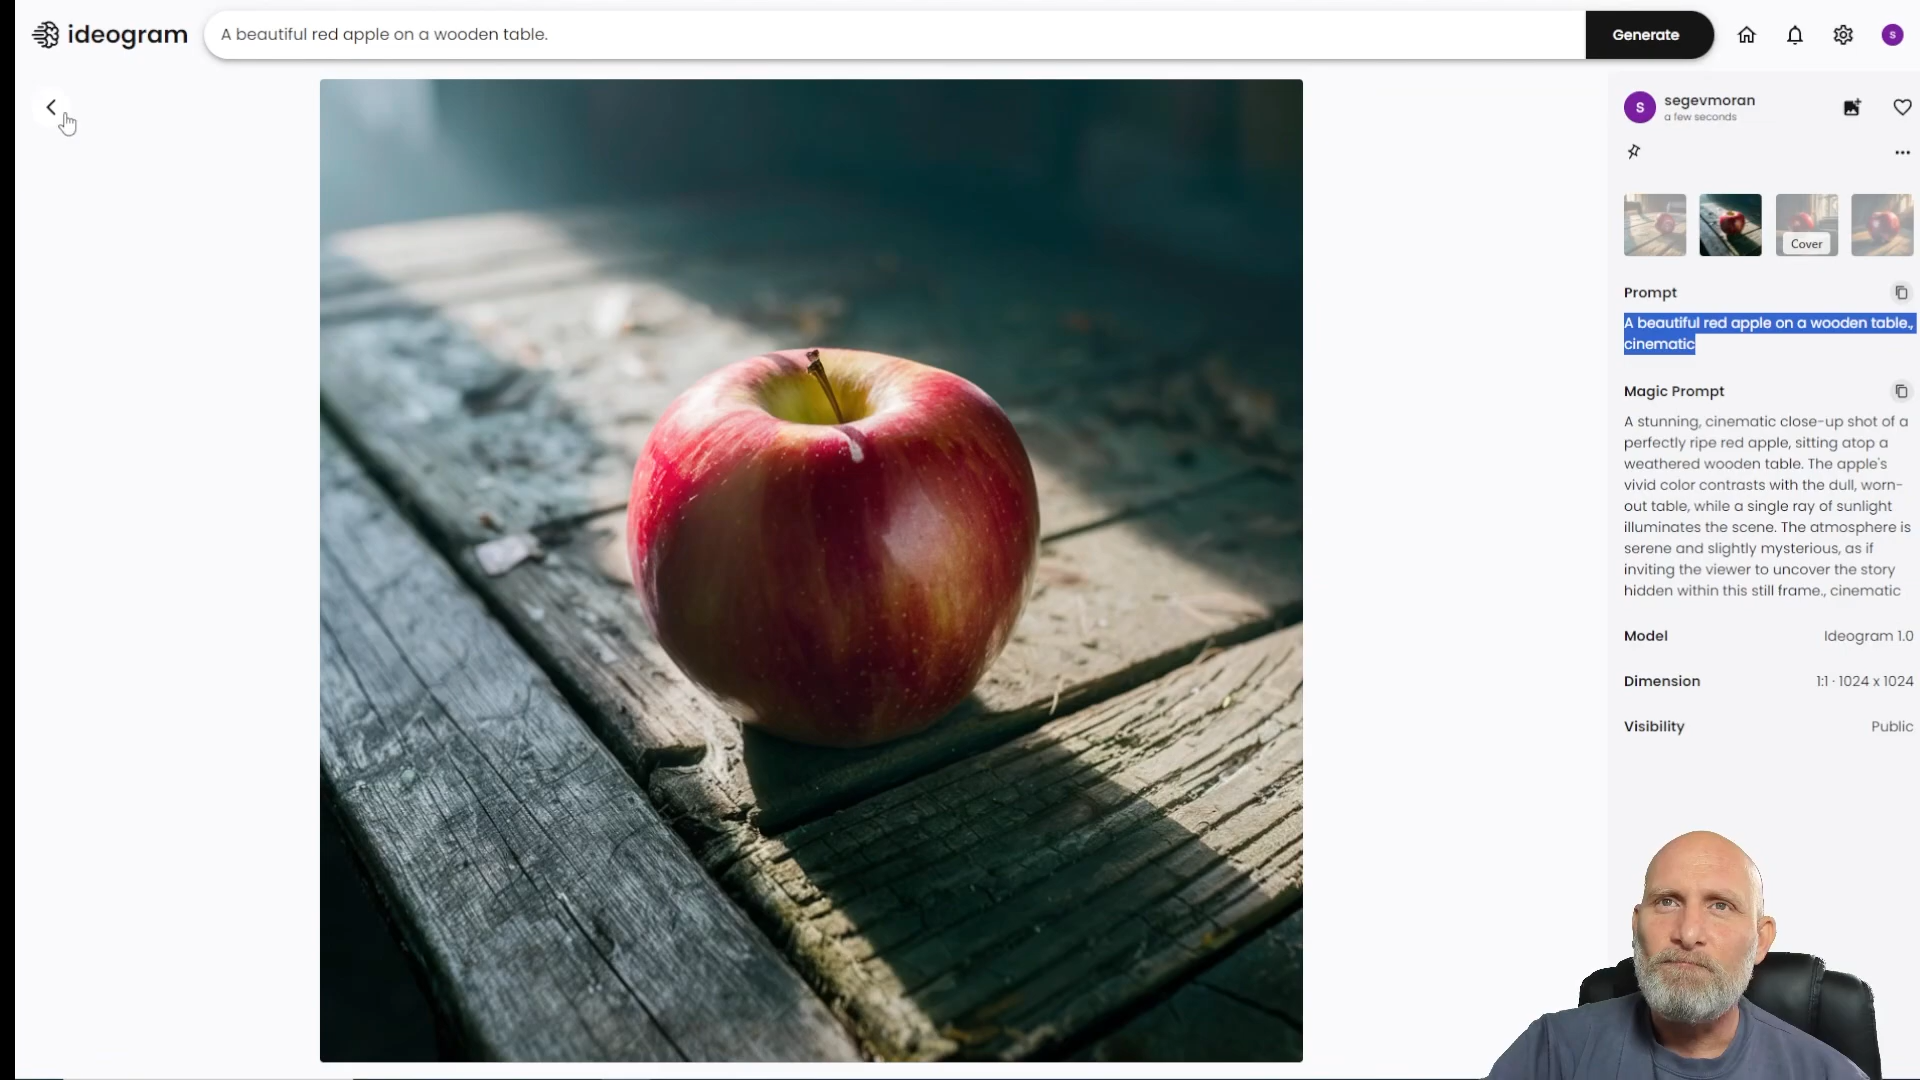 ideogram
A beautiful red apple on a wooden table.
Generate
S
S
segevmoran
a few seconds
Cover
Prompt
A beautiful red apple on a wooden table.,
cinematic
Magic Prompt
A stunning, cinematic close-up shot of a
perfectly ripe red apple, sitting atop a
weathered wooden table. The apple's
vivid color contrasts with the dull, worn-
out table, while a single ray of sunlight
illuminates the scene. The atmosphere is
serene and slightly mysterious, as if
inviting the viewer to uncover the story
hidden within this still frame., cinematic
Model Ideogram 1.0
Dimension 1:1 · 1024 x 1024
Visibility Public